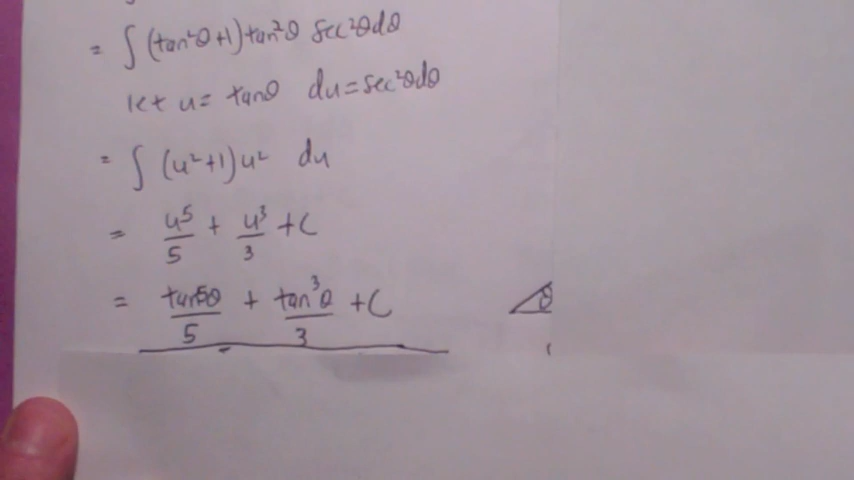 = ∫ (tan²θ+1)tan²θ sec²θdθ
let u = tanθ du=sec²θdθ
= ∫ (u²+1)u² du
= u⁵/5 + u³/3 + C
= tan⁵θ/5 + tan³θ/3 + C
θ